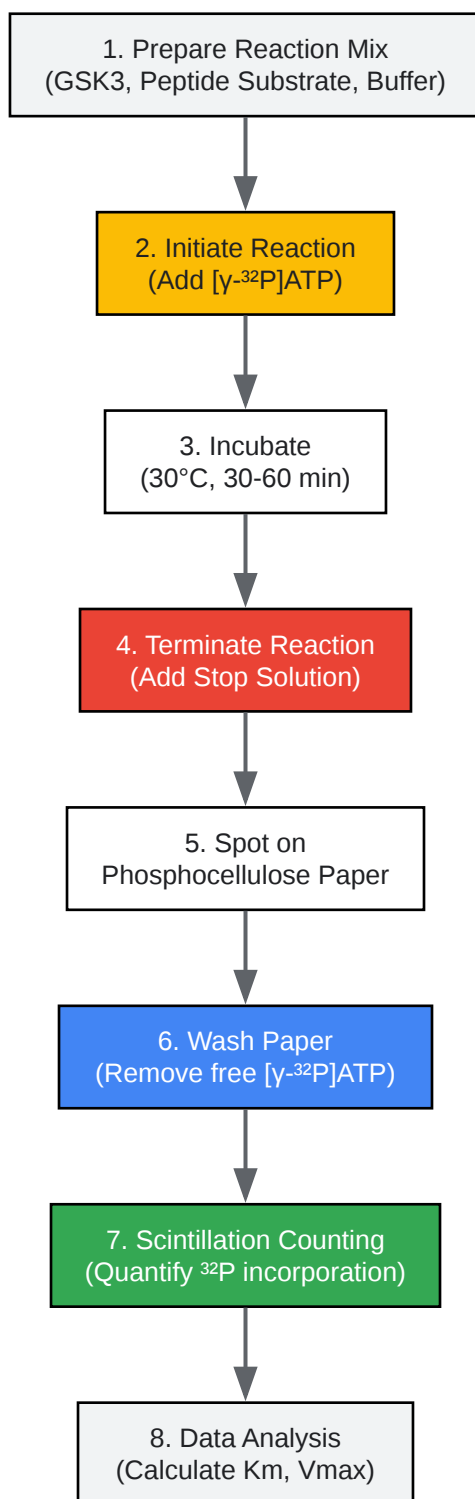 1. Prepare Reaction Mix
(GSK3, Peptide Substrate, Buffer)
2. Initiate Reaction
(Add [γ-³²P]ATP)
3. Incubate
(30°C, 30-60 min)
4. Terminate Reaction
(Add Stop Solution)
5. Spot on
Phosphocellulose Paper
6. Wash Paper
(Remove free [γ-³²P]ATP)
7. Scintillation Counting
(Quantify ³²P incorporation)
8. Data Analysis
(Calculate Km, Vmax)